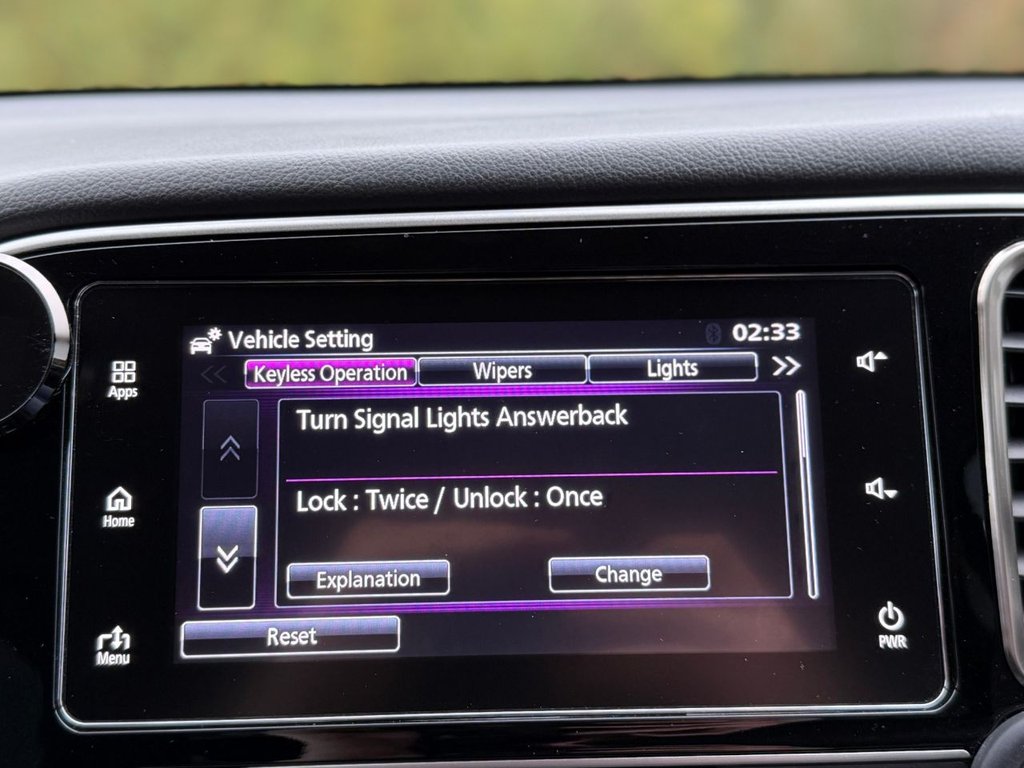 Vehicle Setting
02:33
Keyless Operation
Wipers
Lights
Apps
Turn Signal Lights Answerback
Lock : Twice / Unlock : Once
Home
Explanation
Change
Reset
Menu
PWR